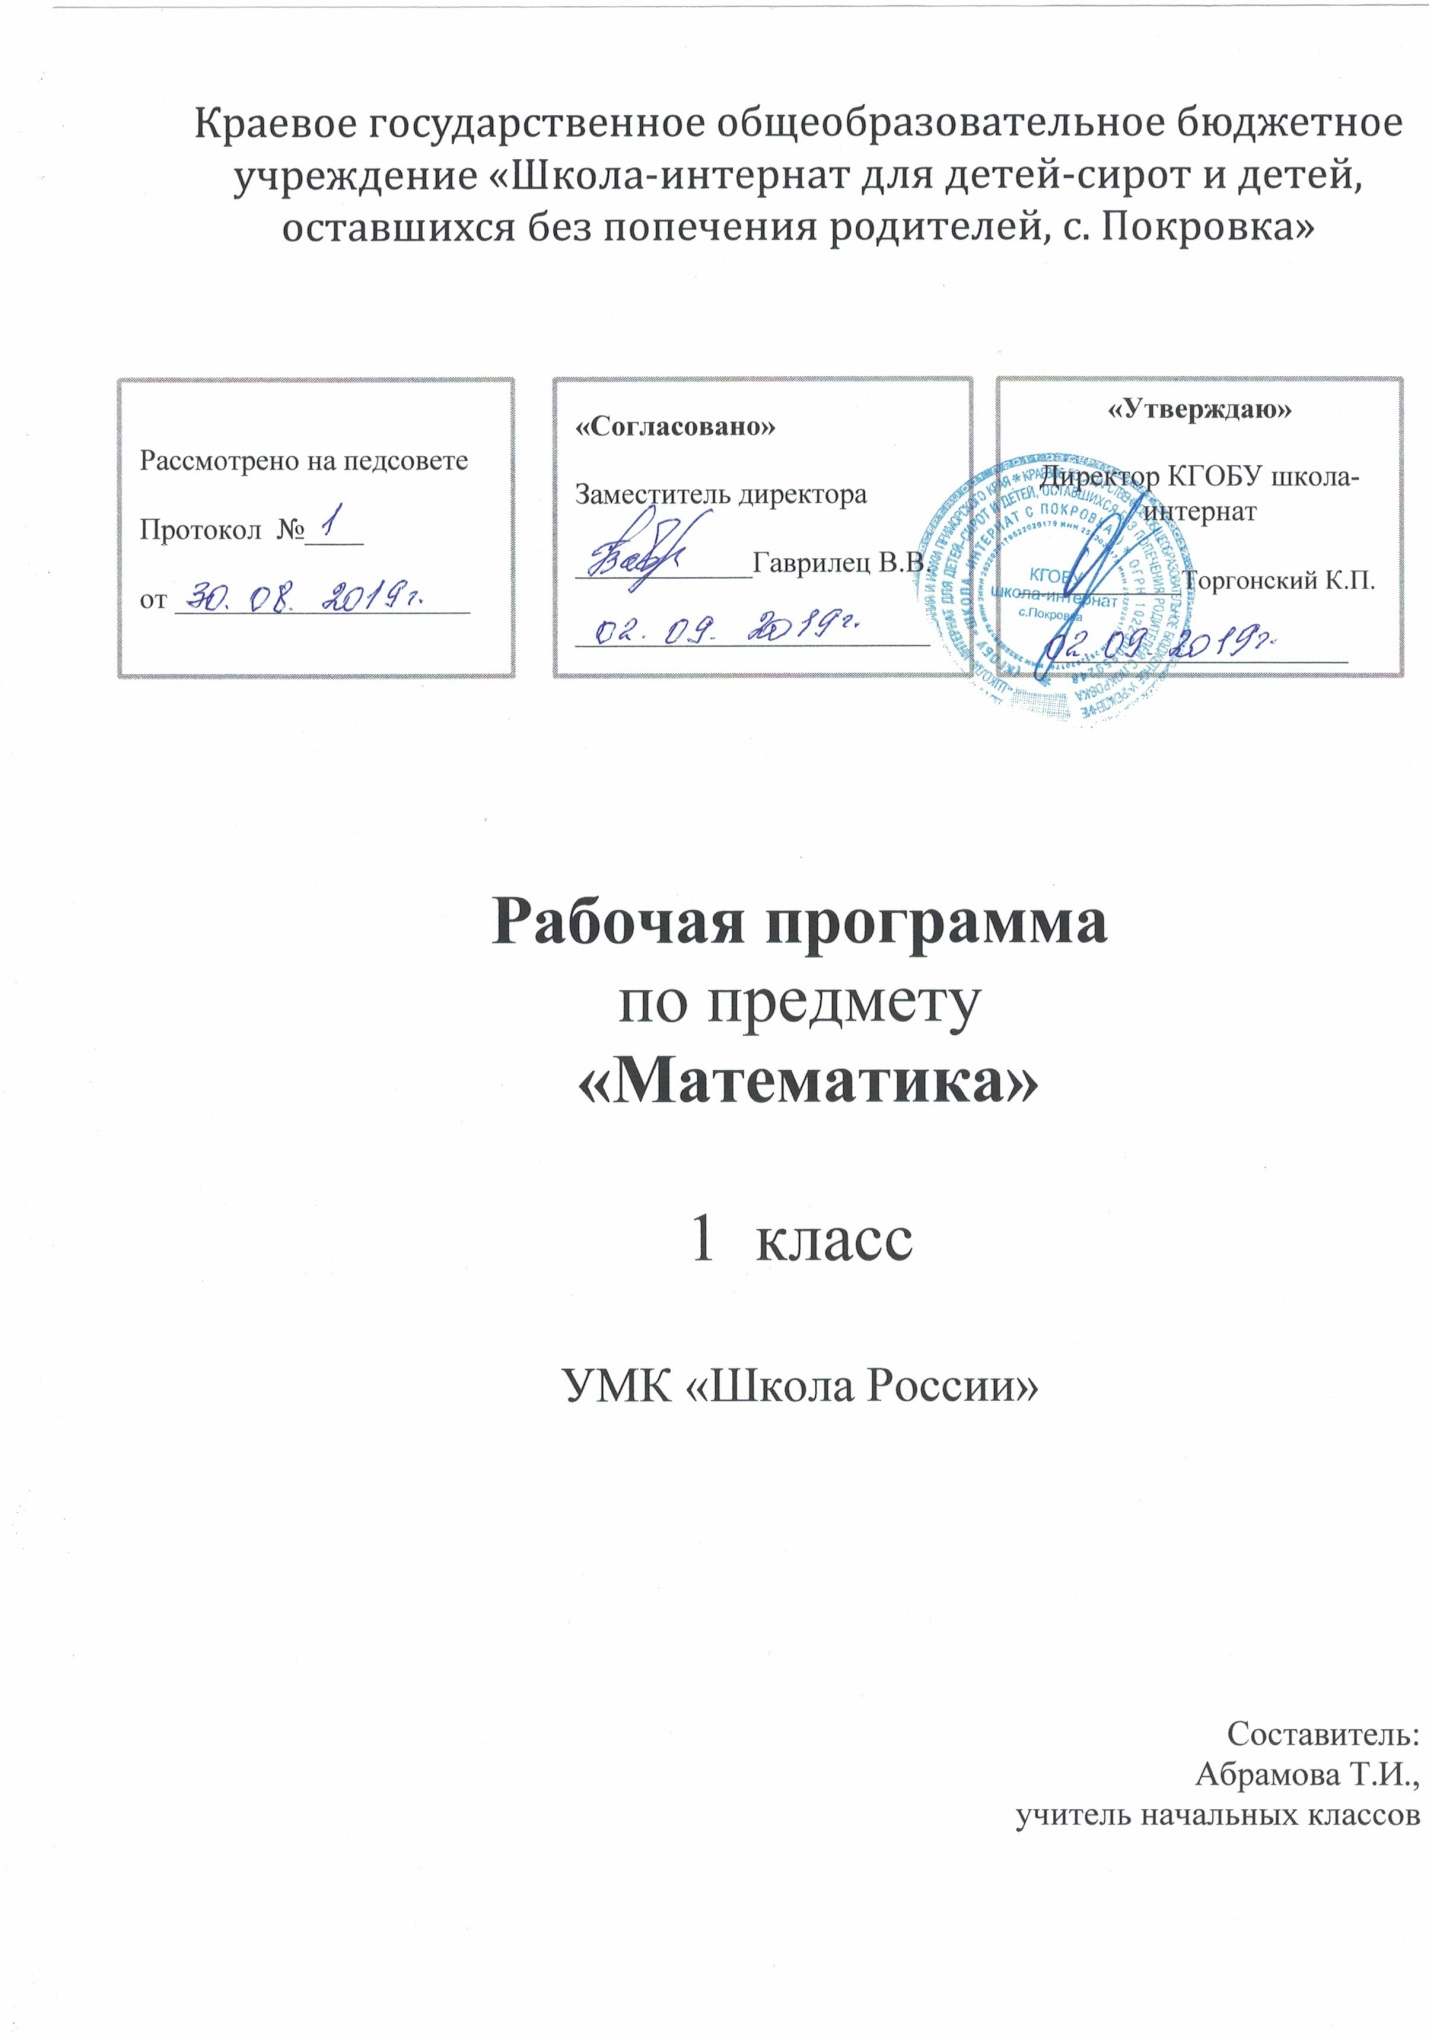 Краевое государственное общеобразовательное бюджетное
учреждение «Школа-интернат для детей-сирот и детей,
оставшихся без попечения родителей, с. Покровка»
Рассмотрено на педсовете
Протокол №1
от 30. 08. 2019г.
«Согласовано»
Заместитель директора
Гаврилец В.В.
02. 09. 2019г.
«Утверждаю»
Директор КГОБУ школа-
интернат
Торгонский К.П.
02 09. 2019г.
КГОБУ
школа-интернат
с.Покровка
Рабочая программа
по предмету
«Математика»
1 класс
УМК «Школа России»
Составитель:
Абрамова Т.И.,
учитель начальных классов